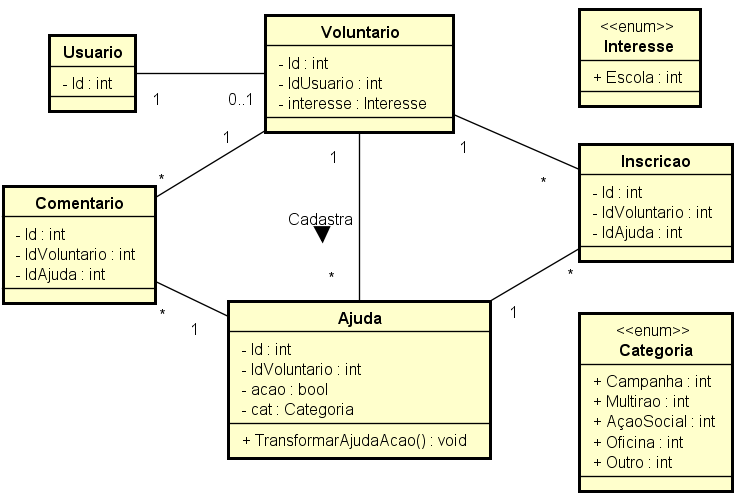 Usuario
- Id : int
1
0..1
Voluntario
- Id : int
- IdUsuario : int
- interesse : Interesse
<<enum>>
Interesse
+ Escola : int
1
*
1
1
*
Comentario
- Id : int
- IdVoluntario : int
- IdAjuda : int
Cadastra
Inscricao
- Id : int
- IdVoluntario : int
- IdAjuda : int
*
1
*
1
*
Ajuda
- Id : int
- IdVoluntario : int
- acao : bool
- cat : Categoria
+ TransformarAjudaAcao() : void
<<enum>>
Categoria
+ Campanha : int
+ Multirao : int
+ AçaoSocial : int
+ Oficina : int
+ Outro : int